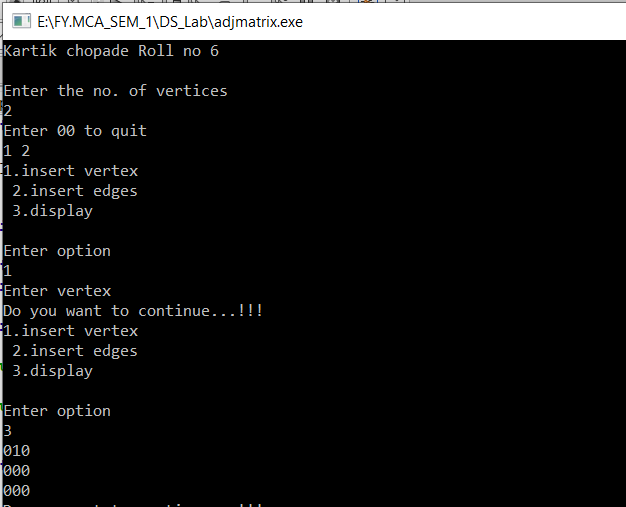 E:\FY.MCA_SEM_1\DS_Lab\adjmatrix.exe
Kartik chopade Roll no 6
Enter the no. of vertices
2
Enter 00 to quit
1 2
1.insert vertex
2.insert edges
3.display
Enter option
1
Enter vertex
Do you want to continue...!!!
1.insert vertex
2.insert edges
3.display
Enter option
3
010
000
000